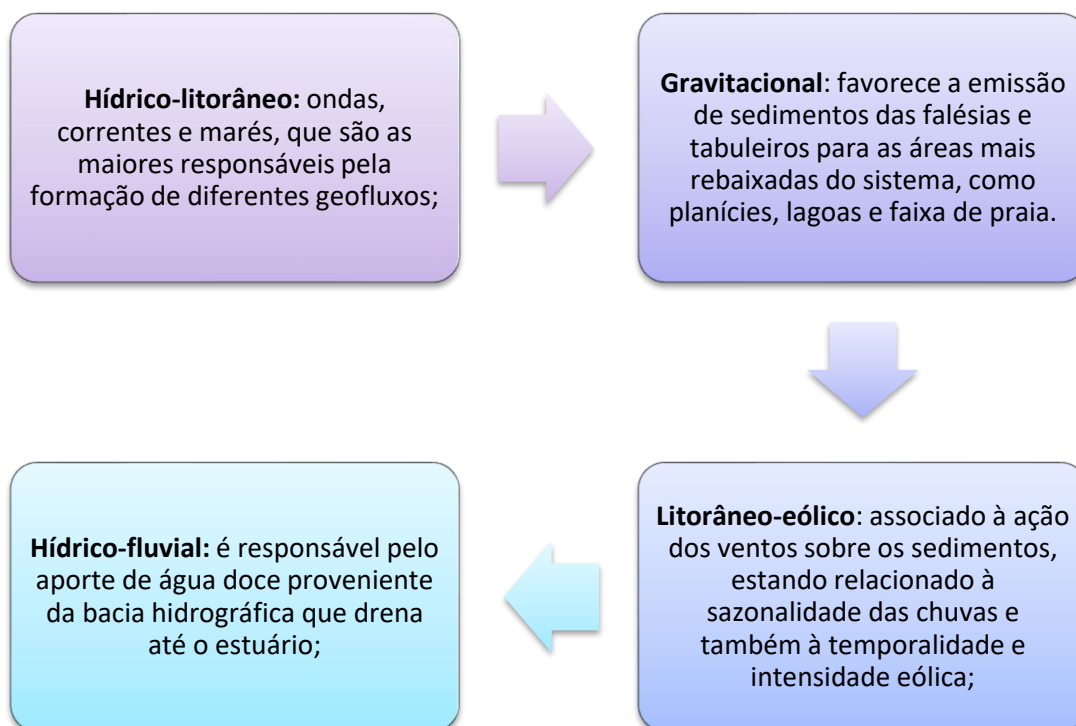 Hídrico-litorâneo: ondas,
correntes e marés, que são as
maiores responsáveis pela
formação de diferentes geofluxos;
Gravitacional: favorece a emissão
de sedimentos das falésias e
tabuleiros para as áreas mais
rebaixadas do sistema, como
planícies, lagoas e faixa de praia.
Litorâneo-eólico: associado à ação
dos ventos sobre os sedimentos,
estando relacionado à
sazonalidade das chuvas e
também à temporalidade e
intensidade eólica;
Hídrico-fluvial: é responsável pelo
aporte de água doce proveniente
da bacia hidrográfica que drena
até o estuário;